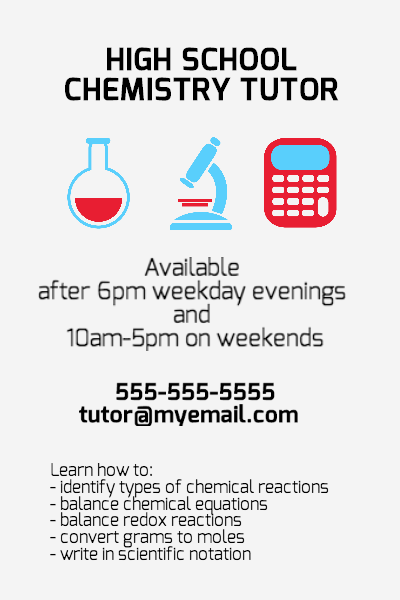 HIGH SCHOOL
CHEMISTRY TUTOR
Available
after 6pm weekday evenings
and
10am-5pm on weekends
555-555-5555
tutor@myemail.com
Learn how to:
- identify types of chemical reactions
- balance chemical equations
- balance redox reactions
- convert grams to moles
- write in scientific notation